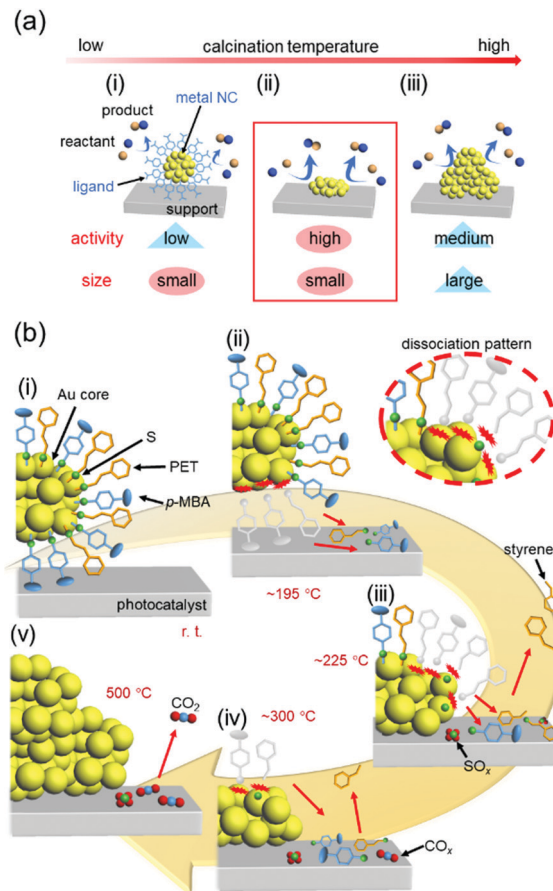 (a)
low
calcination temperature
high
(i)
(ii)
(iii)
product
metal NC
reactant
ligand
support
activity
low
high
medium
size
small
small
large
(b)
(i)
Au core
S
PET
p-MBA
photocatalyst
r. t.
(ii)
dissociation pattern
~195 °C
styrene
(iii)
~225 °C
SOx
(iv)
~300 °C
COx
(v)
500 °C
CO2